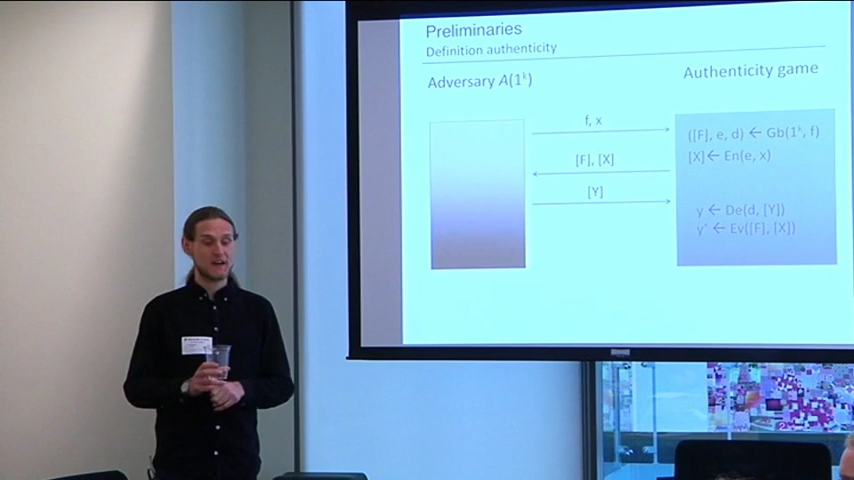 Preliminaries
Definition authenticity
Adversary A(1ᵏ)
Authenticity game
f, x
([F], e, d) ← Gb(1ᵏ, f)
[X] ← En(e, x)
[F], [X]
[Y]
y ← De(d, [Y])
y' ← Ev([F], [X])